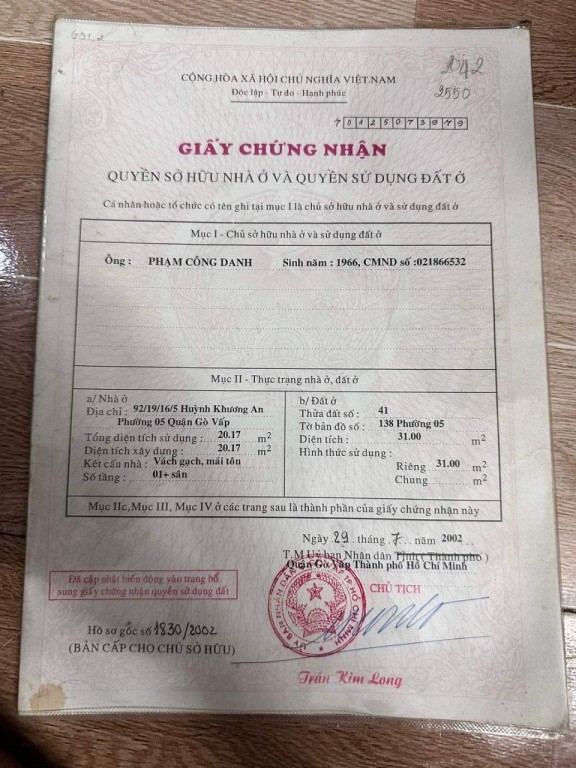 691.2
2550
CỘNG HÒA XÃ HỘI CHỦ NGHĨA VIỆT NAM
Độc lập - Tự do - Hạnh phúc
70125073979
GIẤY CHỨNG NHẬN
QUYỀN SỞ HỮU NHÀ Ở VÀ QUYỀN SỬ DỤNG ĐẤT Ở
Cá nhân hoặc tổ chức có tên ghi tại mục I là chủ sở hữu nhà ở và sử dụng đất ở
Mục I - Chủ sở hữu nhà ở và sử dụng đất ở
Ông : PHẠM CÔNG DANH Sinh năm : 1966, CMND số :021866532
Mục II - Thực trạng nhà ở, đất ở
a/ Nhà ở
Địa chỉ : 92/19/16/5 Huỳnh Khương An
Phường 05 Quận Gò Vấp
Tổng diện tích sử dụng : 20.17 m2
Diện tích xây dựng : 20.17 m2
Kết cấu nhà : Vách gạch, mái tôn
Số tầng : 01+ sân
b/ Đất ở
Thửa đất số : 41
Tờ bản đồ số : 138 Phường 05
Diện tích : 31.00 m2
Hình thức sử dụng :
Riêng 31.00 m2
Chung m2
Mục IIc, Mục III, Mục IV ở các trang sau là thành phần của giấy chứng nhận này
Ngày 29 tháng 7 năm 2002
T.M Uỷ ban Nhân dân Tỉnh ( Thành phố )
Quận Gò Vấp Thành phố Hồ Chí Minh
CHỦ TỊCH
Đã cập nhật biến động vào trang bổ
sung giấy chứng nhận quyền sử dụng đất
Hồ sơ gốc số 1830/2002
(BẢN CẤP CHO CHỦ SỞ HỮU)
Trần Kim Long